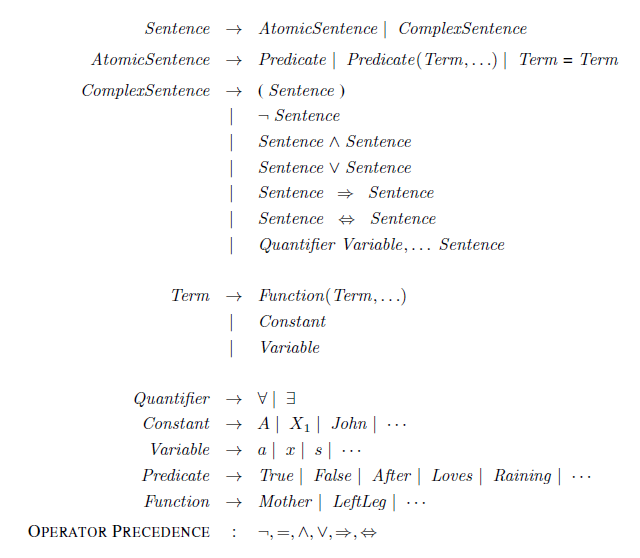 Sentence → AtomicSentence | ComplexSentence
AtomicSentence → Predicate | Predicate(Term,...) | Term = Term
ComplexSentence → ( Sentence )
| ¬ Sentence
| Sentence ∧ Sentence
| Sentence ∨ Sentence
| Sentence ⇒ Sentence
| Sentence ⇔ Sentence
| Quantifier Variable,... Sentence
Term → Function(Term,...)
| Constant
| Variable
Quantifier → ∀ | ∃
Constant → A | X₁ | John | ···
Variable → a | x | s | ···
Predicate → True | False | After | Loves | Raining | ···
Function → Mother | LeftLeg | ···
OPERATOR PRECEDENCE : ¬,=,∧,∨,⇒,⇔